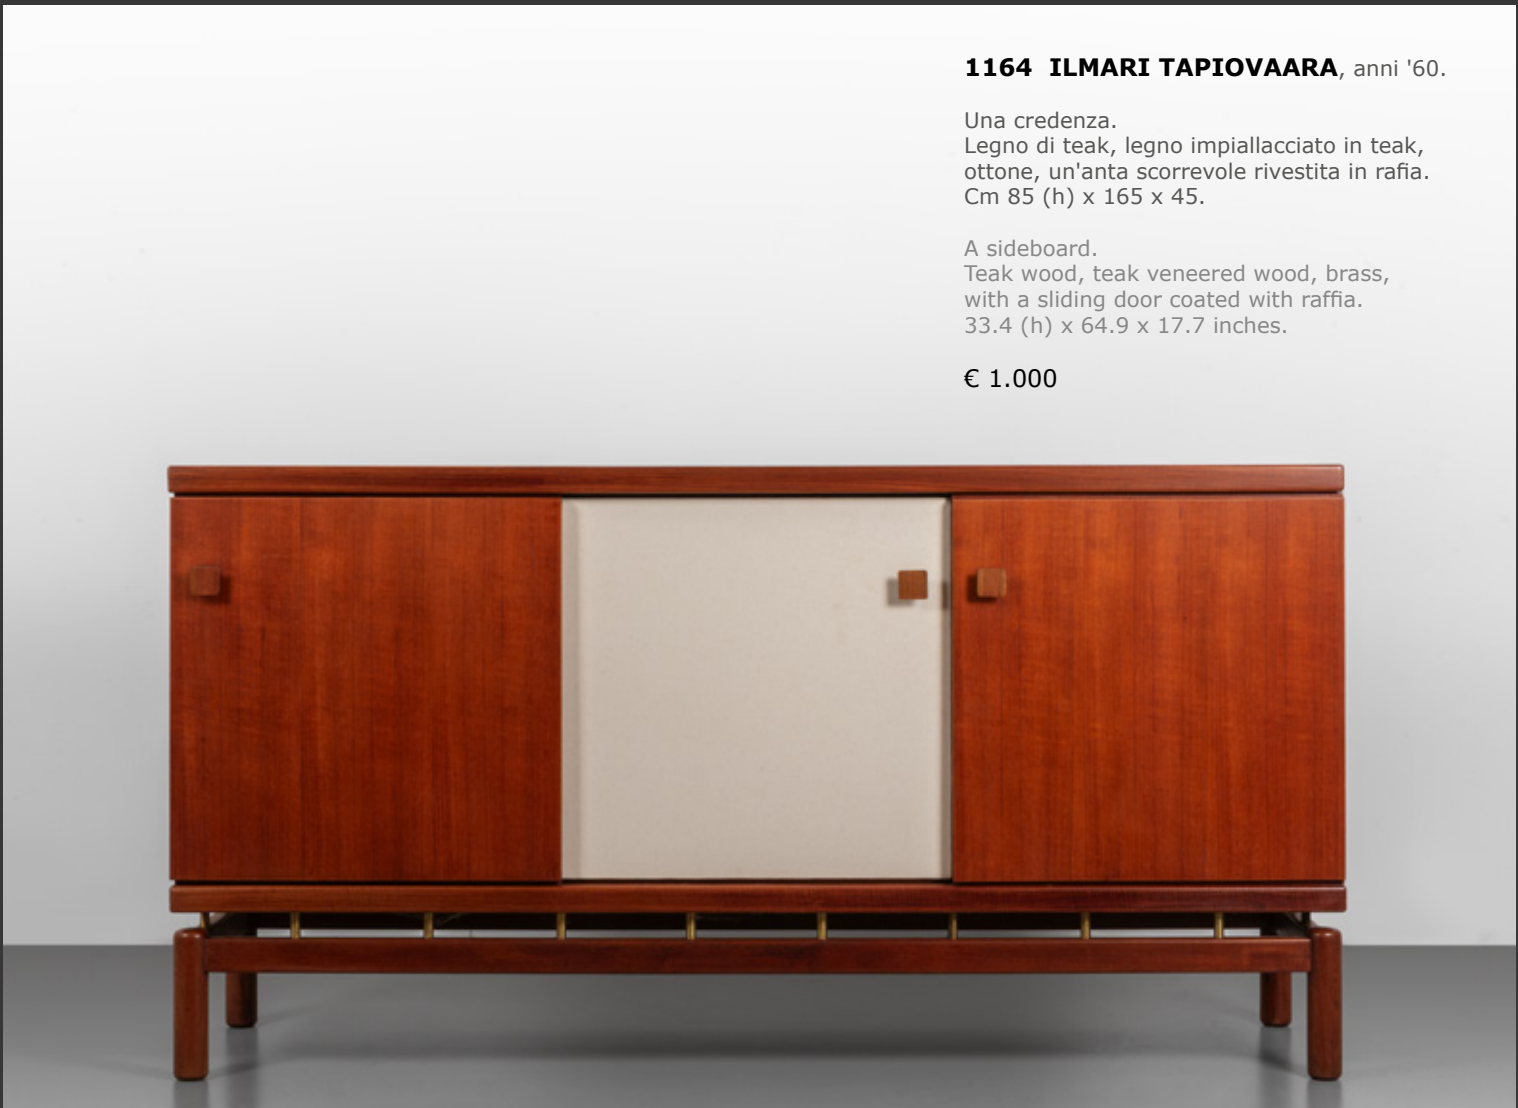 1164 ILMARI TAPIOVAARA, anni '60.
Una credenza.
Legno di teak, legno impiallacciato in teak,
ottone, un'anta scorrevole rivestita in rafia.
Cm 85 (h) x 165 x 45.
A sideboard.
Teak wood, teak veneered wood, brass,
with a sliding door coated with raffia.
33.4 (h) x 64.9 x 17.7 inches.
€ 1.000